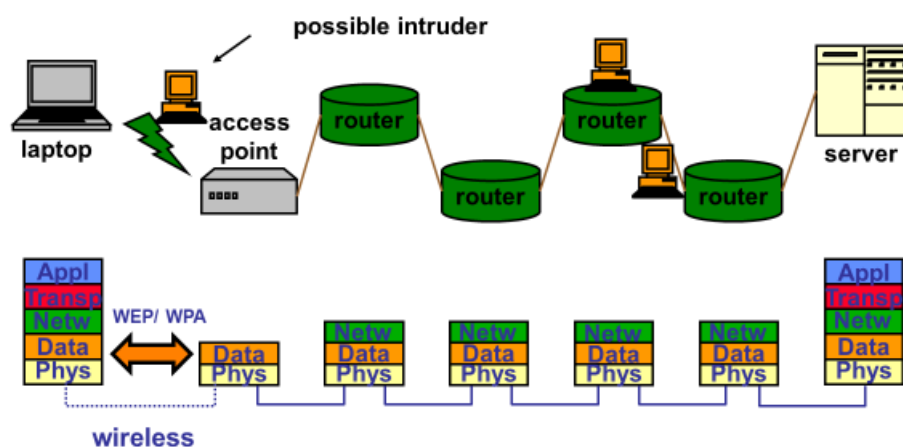 possible intruder
laptop
access
point
router
router
router
router
server
Appl
Transp
Netw
Data
Phys
WEP/ WPA
Data
Phys
Netw
Data
Phys
Netw
Data
Phys
Netw
Data
Phys
Netw
Data
Phys
Appl
Transp
Netw
Data
Phys
wireless